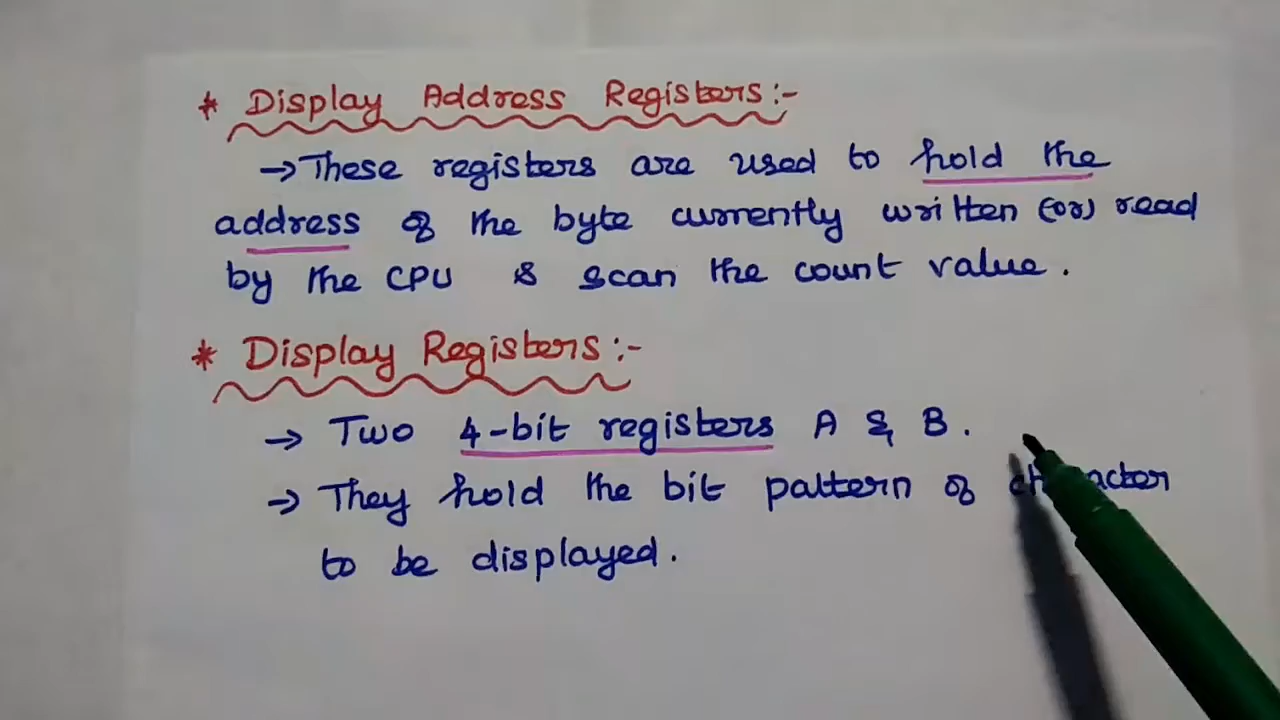 * Display Address Registers:-
→ These registers are used to hold the
address of the byte currently written (or) read
by the CPU & scan the count value.
* Display Registers:-
→ Two 4-bit registers A & B.
→ They hold the bit pattern of
to be displayed.